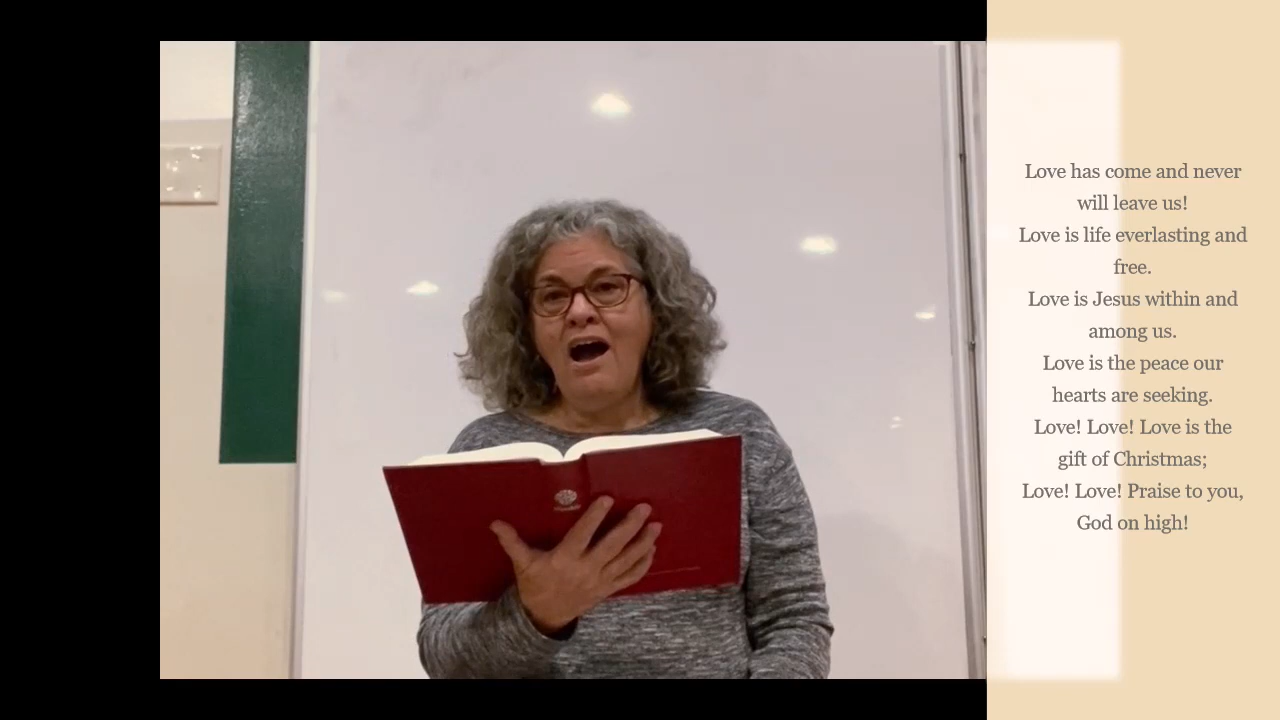 Love has come and never
will leave us!
Love is life everlasting and
free.
Love is Jesus within and
among us.
Love is the peace our
hearts are seeking.
Love! Love! Love is the
gift of Christmas;
Love! Love! Praise to you,
God on high!